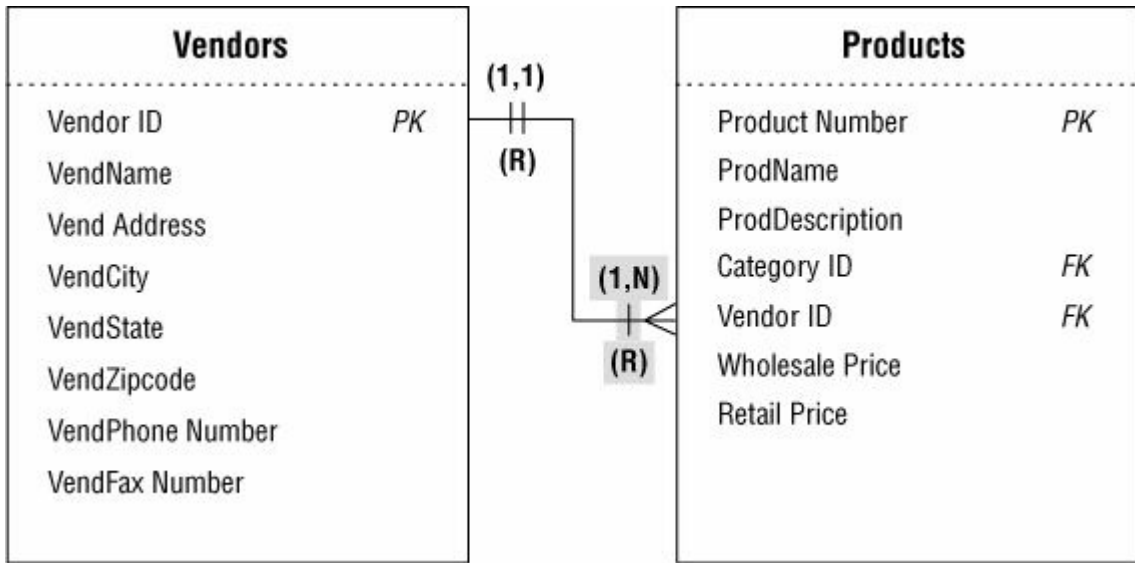 Vendors
Vendor ID PK
VendName
Vend Address
VendCity
VendState
VendZipcode
VendPhone Number
VendFax Number
(1,1)
(R)
(1,N)
(R)
Products
Product Number PK
ProdName
ProdDescription
Category ID FK
Vendor ID FK
Wholesale Price
Retail Price